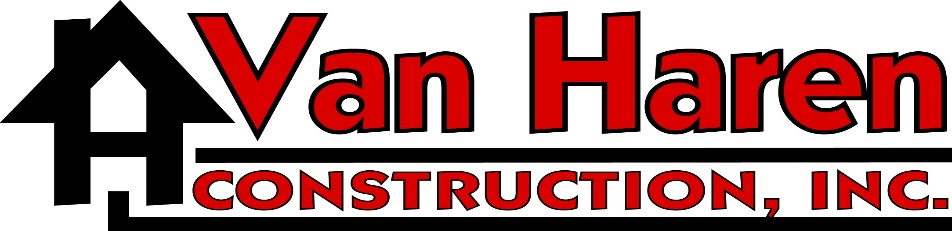 Van Haren
CONSTRUCTION, INC.